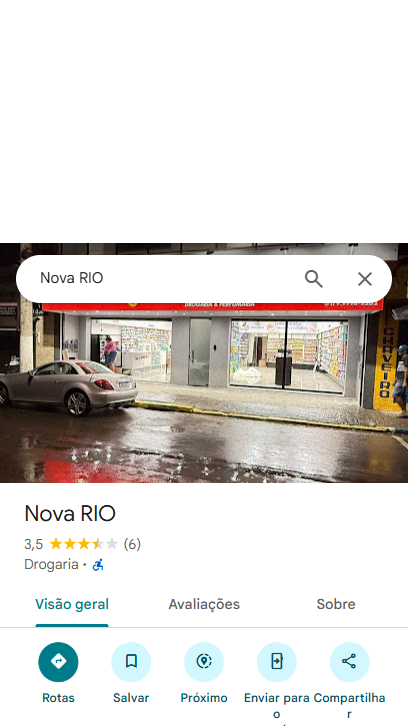 Nova RIO
DROGARIA & PERFUMARIA
CHAVEIRO
Nova RIO
3,5 (6)
Drogaria ·
Visão geral Avaliações Sobre
Rotas Salvar Próximo Enviar para o Compartilhar